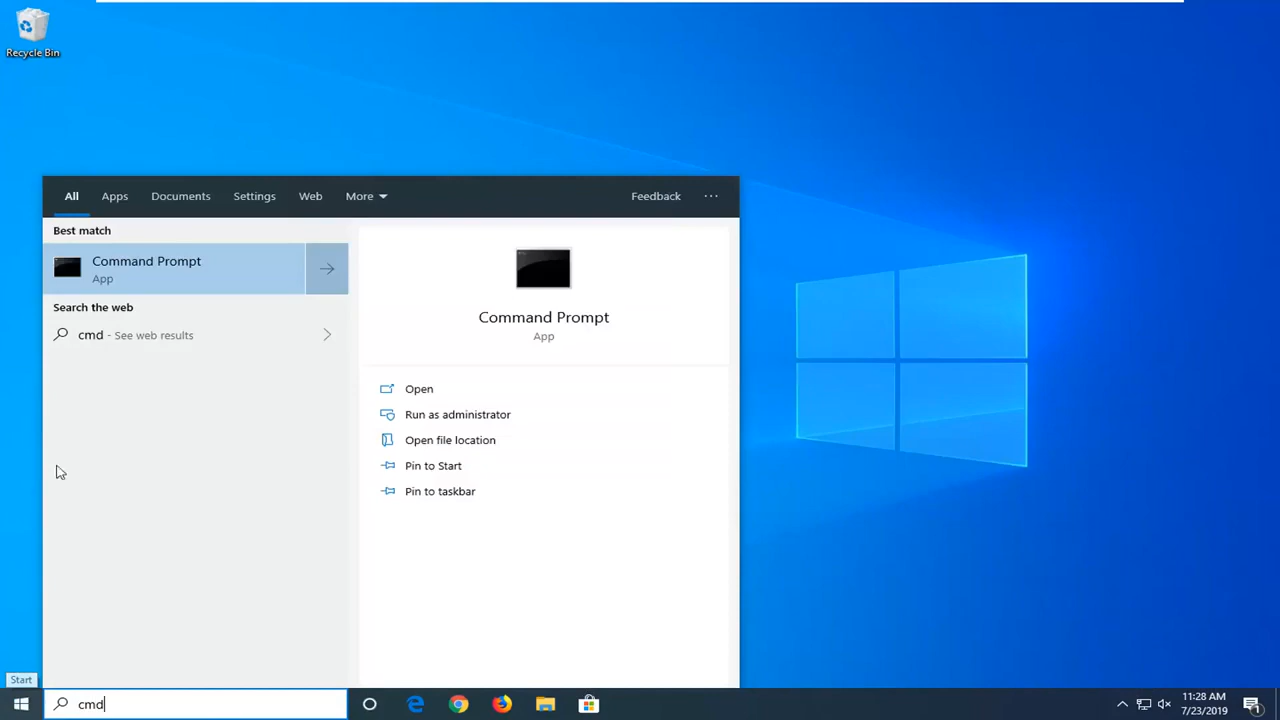 Recycle Bin
All Apps Documents Settings Web More Feedback ...
Best match
Command Prompt
App
Search the web
cmd - See web results
Command Prompt
App
Open
Run as administrator
Open file location
Pin to Start
Pin to taskbar
Start
cmd
11:28 AM
7/23/2019
1